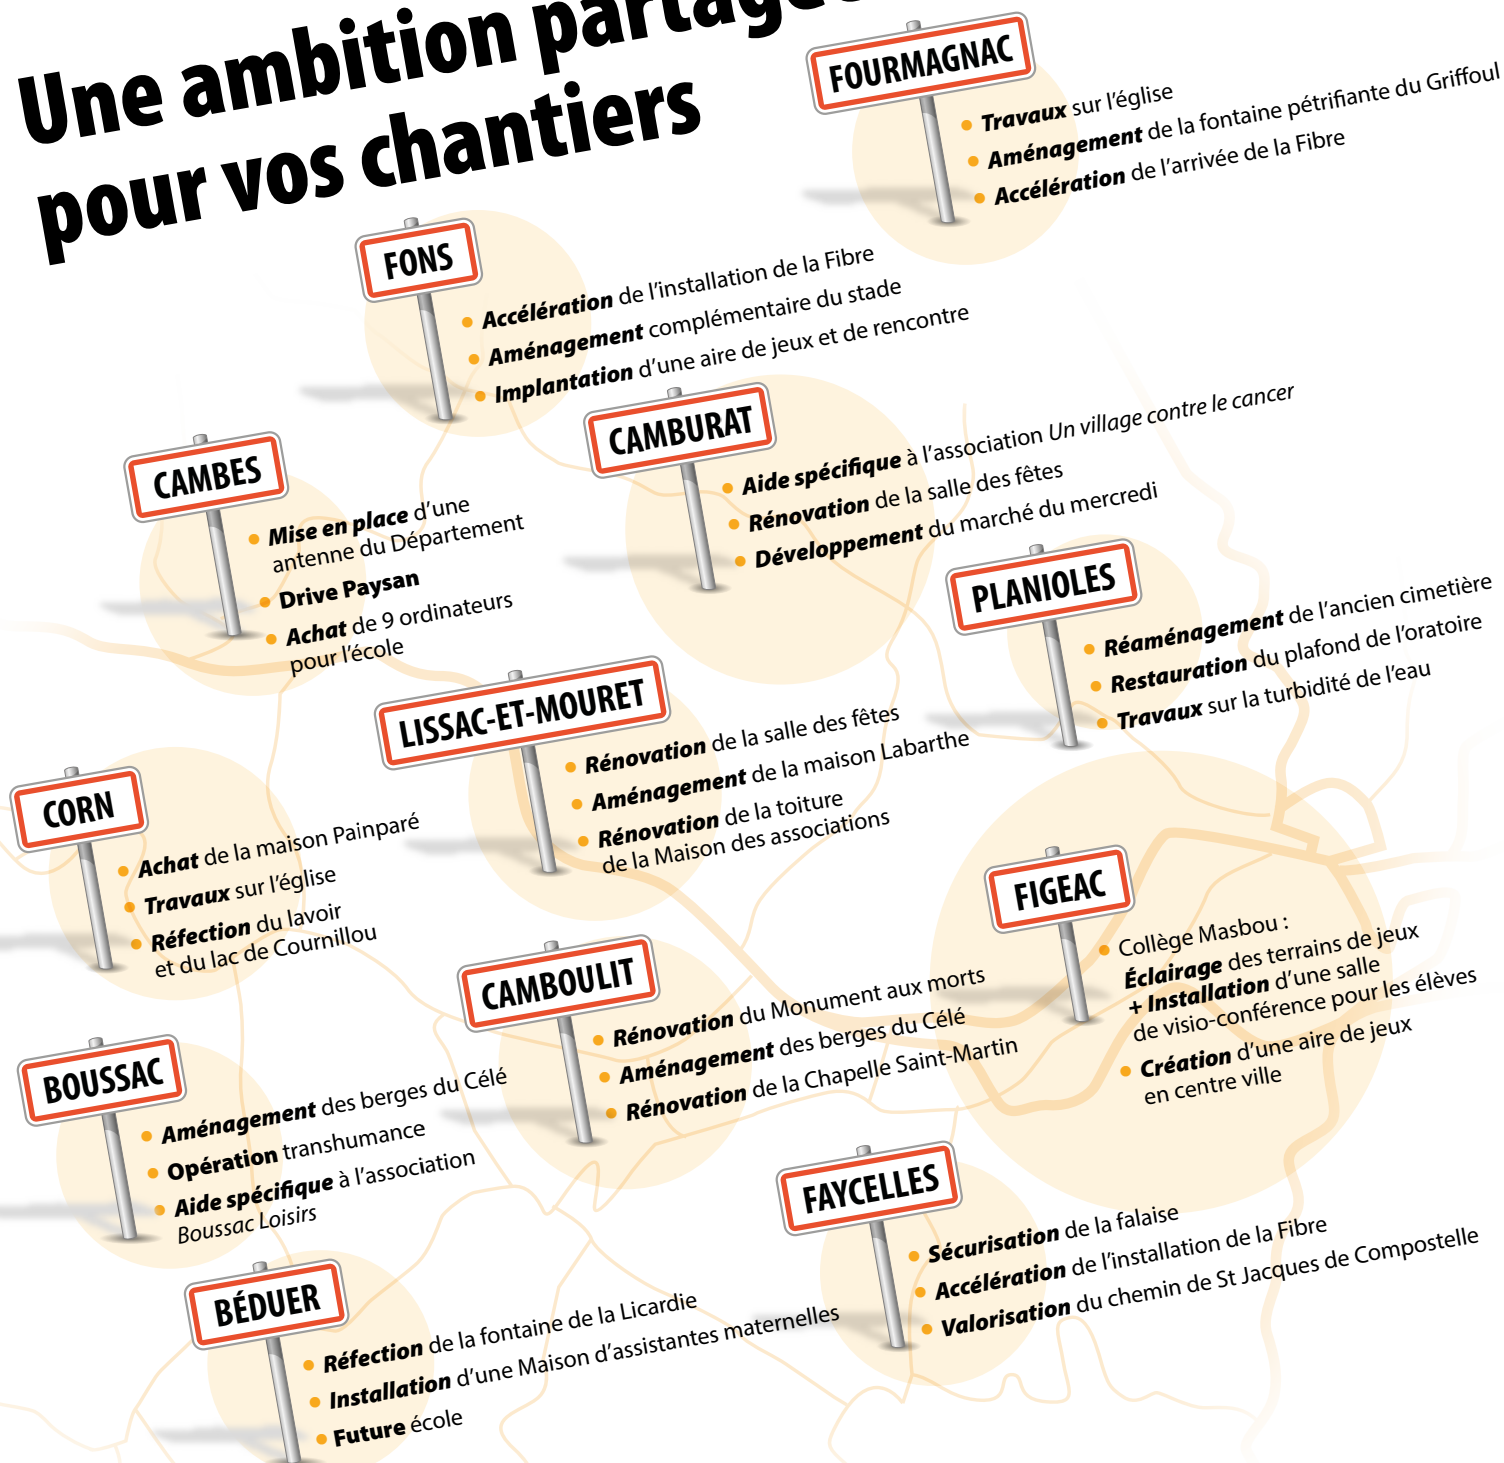 Une ambition partagée
pour vos chantiers
FOURMAGNAC
• Travaux sur l'église
• Aménagement de la fontaine pétrifiante du Griffoul
• Accélération de l'arrivée de la Fibre
FONS
• Accélération de l'installation de la Fibre
• Aménagement complémentaire du stade
• Implantation d'une aire de jeux et de rencontre
CAMBURAT
• Aide spécifique à l'association Un village contre le cancer
• Rénovation de la salle des fêtes
• Développement du marché du mercredi
CAMBES
• Mise en place d'une
antenne du Département
• Drive Paysan
• Achat de 9 ordinateurs
pour l'école
PLANIOLES
• Réaménagement de l'ancien cimetière
• Restauration du plafond de l'oratoire
• Travaux sur la turbidité de l'eau
LISSAC-ET-MOURET
• Rénovation de la salle des fêtes
• Aménagement de la maison Labarthe
• Rénovation de la toiture
de la Maison des associations
CORN
• Achat de la maison Painparé
• Travaux sur l'église
• Réfection du lavoir
et du lac de Cournillou
FIGEAC
• Collège Masbou :
Éclairage des terrains de jeux
+ Installation d'une salle
de visio-conférence pour les élèves
• Création d'une aire de jeux
en centre ville
CAMBOULIT
• Rénovation du Monument aux morts
• Aménagement des berges du Célé
• Rénovation de la Chapelle Saint-Martin
BOUSSAC
• Aménagement des berges du Célé
• Opération transhumance
• Aide spécifique à l'association
Boussac Loisirs
FAYCELLES
• Sécurisation de la falaise
• Accélération de l'installation de la Fibre
• Valorisation du chemin de St Jacques de Compostelle
BÉDUER
• Réfection de la fontaine de la Licardie
• Installation d'une Maison d'assistantes maternelles
• Future école